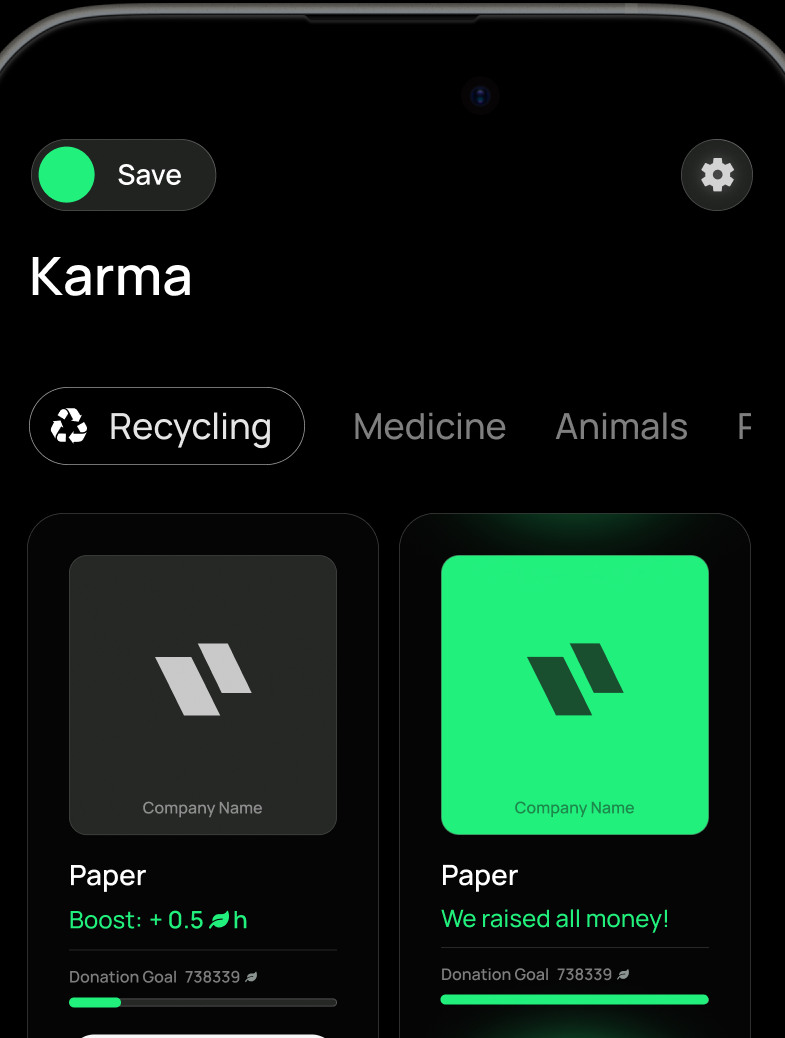 Save
Karma
Recycling Medicine Animals
Company Name
Paper
Boost: + 0.5 h
Donation Goal 738339
Company Name
Paper
We raised all money!
Donation Goal 738339